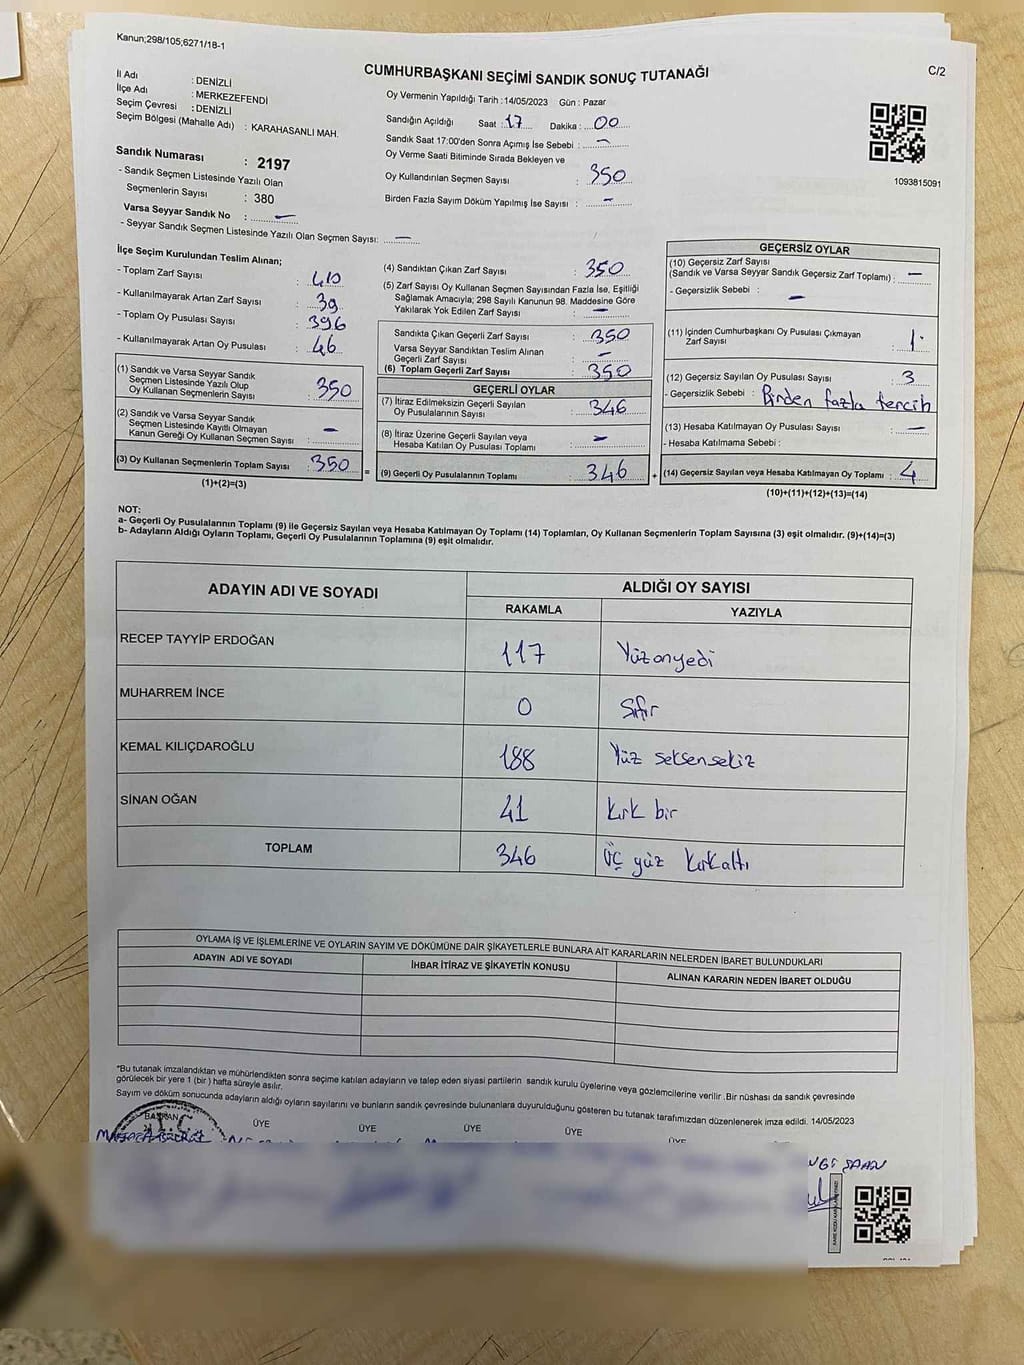 Kanun;298/105;6271/18-1
CUMHURBAŞKANI SEÇİMİ SANDIK SONUÇ TUTANAĞI
C/2
İl Adı : DENİZLİ
İlçe Adı : MERKEZEFENDİ
Seçim Çevresi : DENİZLİ
Seçim Bölgesi (Mahalle Adı) : KARAHASANLI MAH.
Sandık Numarası : 2197
- Sandık Seçmen Listesinde Yazılı Olan
Seçmenlerin Sayısı : 380
Varsa Seyyar Sandık No : —
- Seyyar Sandık Seçmen Listesinde Yazılı Olan Seçmen Sayısı: —
Oy Vermenin Yapıldığı Tarih : 14/05/2023 Gün : Pazar
Sandığın Açıldığı Saat : 17 Dakika : 00
Sandık Saat 17:00'den Sonra Açımış İse Sebebi : —
Oy Verme Saati Bitiminde Sırada Bekleyen ve
Oy Kullandırılan Seçmen Sayısı : 350
Birden Fazla Sayım Döküm Yapılmış İse Sayısı : —
1093815091
İlçe Seçim Kurulundan Teslim Alınan;
- Toplam Zarf Sayısı : 410
- Kullanılmayarak Artan Zarf Sayısı : 39
- Toplam Oy Pusulası Sayısı : 396
- Kullanılmayarak Artan Oy Pusulası : 46
(1) Sandık ve Varsa Seyyar Sandık
Seçmen Listesinde Yazılı Olup
Oy Kullanan Seçmenlerin Sayısı : 350
(2) Sandık ve Varsa Seyyar Sandık
Seçmen Listesinde Kayıtlı Olmayan
Kanun Gereği Oy Kullanan Seçmen Sayısı : —
(3) Oy Kullanan Seçmenlerin Toplam Sayısı : 350
(1)+(2)=(3)
(4) Sandıktan Çıkan Zarf Sayısı : 350
(5) Zarf Sayısı Oy Kullanan Seçmen Sayısından Fazla İse, Eşitliği
Sağlamak Amacıyla; 298 Sayılı Kanunun 98. Maddesine Göre
Yakılarak Yok Edilen Zarf Sayısı : —
Sandıkta Çıkan Geçerli Zarf Sayısı : 350
Varsa Seyyar Sandıktan Teslim Alınan
Geçerli Zarf Sayısı : —
(6) Toplam Geçerli Zarf Sayısı : 350
GEÇERLİ OYLAR
(7) İtiraz Edilmeksizin Geçerli Sayılan
Oy Pusulalarının Sayısı : 346
(8) İtiraz Üzerine Geçerli Sayılan veya
Hesaba Katılan Oy Pusulası Toplamı : —
= (9) Geçerli Oy Pusulalarının Toplamı : 346 +
GEÇERSİZ OYLAR
(10) Geçersiz Zarf Sayısı
(Sandık ve Varsa Seyyar Sandık Geçersiz Zarf Toplamı) : —
- Geçersizlik Sebebi : —
(11) İçinden Cumhurbaşkanı Oy Pusulası Çıkmayan
Zarf Sayısı : 1
(12) Geçersiz Sayılan Oy Pusulası Sayısı : 3
- Geçersizlik Sebebi : Birden fazla tercih
(13) Hesaba Katılmayan Oy Pusulası Sayısı : —
- Hesaba Katılmama Sebebi :
(14) Geçersiz Sayılan veya Hesaba Katılmayan Oy Toplamı : 4
(10)+(11)+(12)+(13)=(14)
NOT:
a- Geçerli Oy Pusulalarının Toplamı (9) ile Geçersiz Sayılan veya Hesaba Katılmayan Oy Toplamı (14) Toplamları, Oy Kullanan Seçmenlerin Toplam Sayısına (3) eşit olmalıdır. (9)+(14)=(3)
b- Adayların Aldığı Oyların Toplamı, Geçerli Oy Pusulalarının Toplamına (9) eşit olmalıdır.
ADAYIN ADI VE SOYADI ALDIĞI OY SAYISI
RAKAMLA YAZIYLA
RECEP TAYYİP ERDOĞAN 117 Yüzonyedi
MUHARREM İNCE 0 Sıfır
KEMAL KILIÇDAROĞLU 188 Yüz seksensekiz
SİNAN OĞAN 41 Kırk bir
TOPLAM 346 Üç yüz kırkaltı
OYLAMA İŞ VE İŞLEMLERİNE VE OYLARIN SAYIM VE DÖKÜMÜNE DAİR ŞİKAYETLERLE BUNLARA AİT KARARLARIN NELERDEN İBARET BULUNDUKLARI
ADAYIN ADI VE SOYADI İHBAR İTİRAZ VE ŞİKAYETİN KONUSU ALINAN KARARIN NEDEN İBARET OLDUĞU
*Bu tutanak imzalandıktan ve mühürlendikten sonra seçime katılan adayların ve talep eden siyasi partilerin sandık kurulu üyelerine veya gözlemcilerine verilir .Bir nüshası da sandık çevresinde
görülecek bir yere 1 (bir ) hafta süreyle asılır.
Sayım ve döküm sonucunda adayların aldığı oyların sayılarını ve bunların sandık çevresinde bulunanlara duyurulduğunu gösteren bu tutanak tarafımızdan düzenlenerek imza edildi. 14/05/2023
BAŞKAN ÜYE ÜYE ÜYE ÜYE ÜYE
T.C.